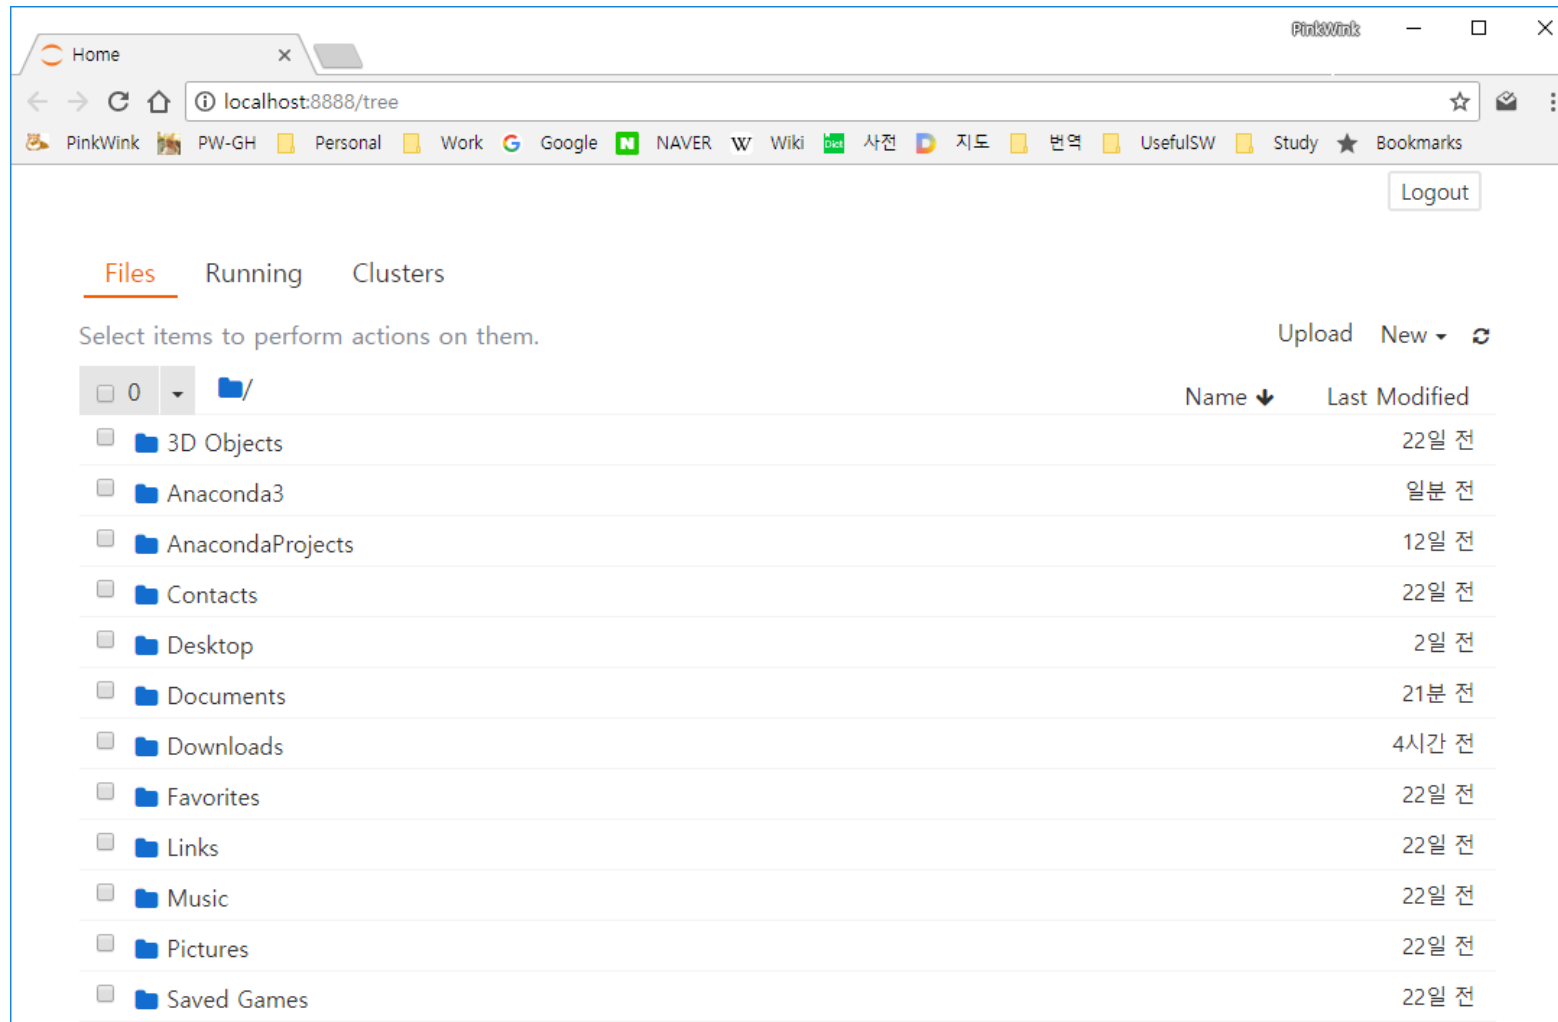 PinkWink
Home
localhost:8888/tree
PinkWink PW-GH Personal Work Google N NAVER W Wiki Dict 사전 지도 번역 UsefulSW Study Bookmarks
Logout
Files Running Clusters
Select items to perform actions on them. Upload New
0 / Name Last Modified
3D Objects 22일 전
Anaconda3 일분 전
AnacondaProjects 12일 전
Contacts 22일 전
Desktop 2일 전
Documents 21분 전
Downloads 4시간 전
Favorites 22일 전
Links 22일 전
Music 22일 전
Pictures 22일 전
Saved Games 22일 전